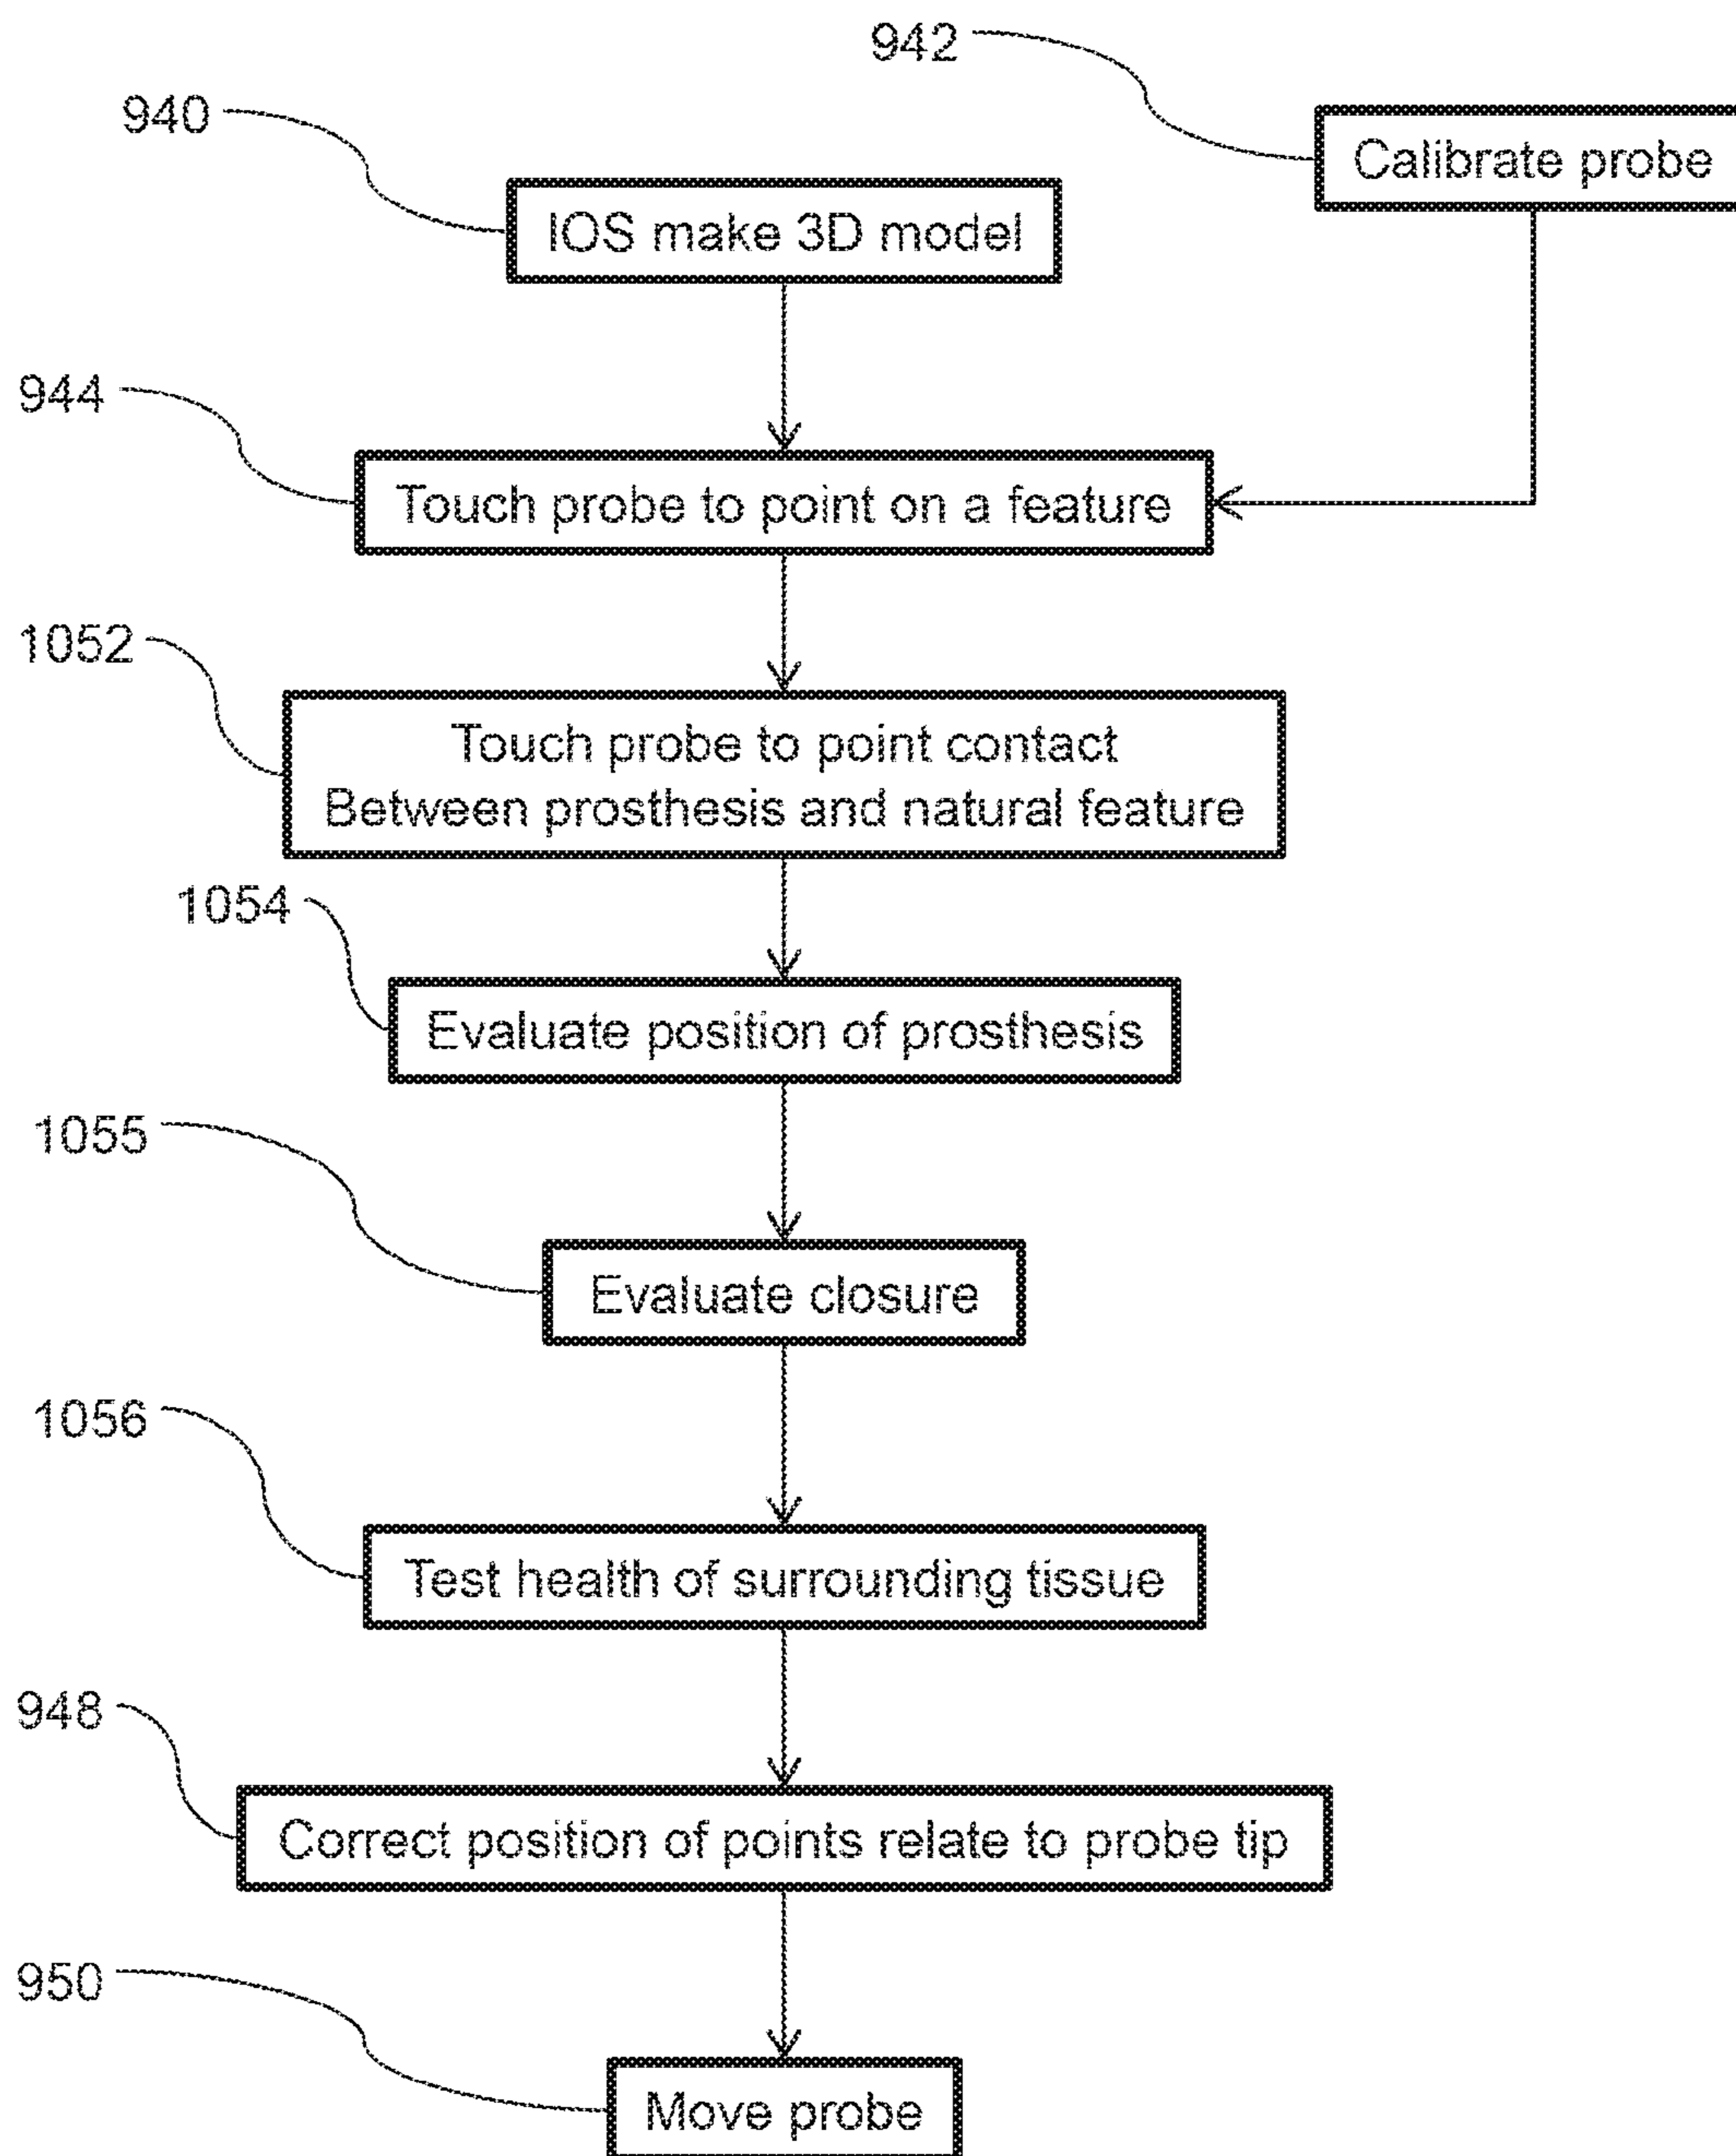 942
Calibrate probe
940
IOS make 3D model
944
Touch probe to point on a feature
1052
Touch probe to point contact
Between prosthesis and natural feature
1054
Evaluate position of prosthesis
1055
Evaluate closure
1056
Test health of surrounding tissue
948
Correct position of points relate to probe tip
950
Move probe